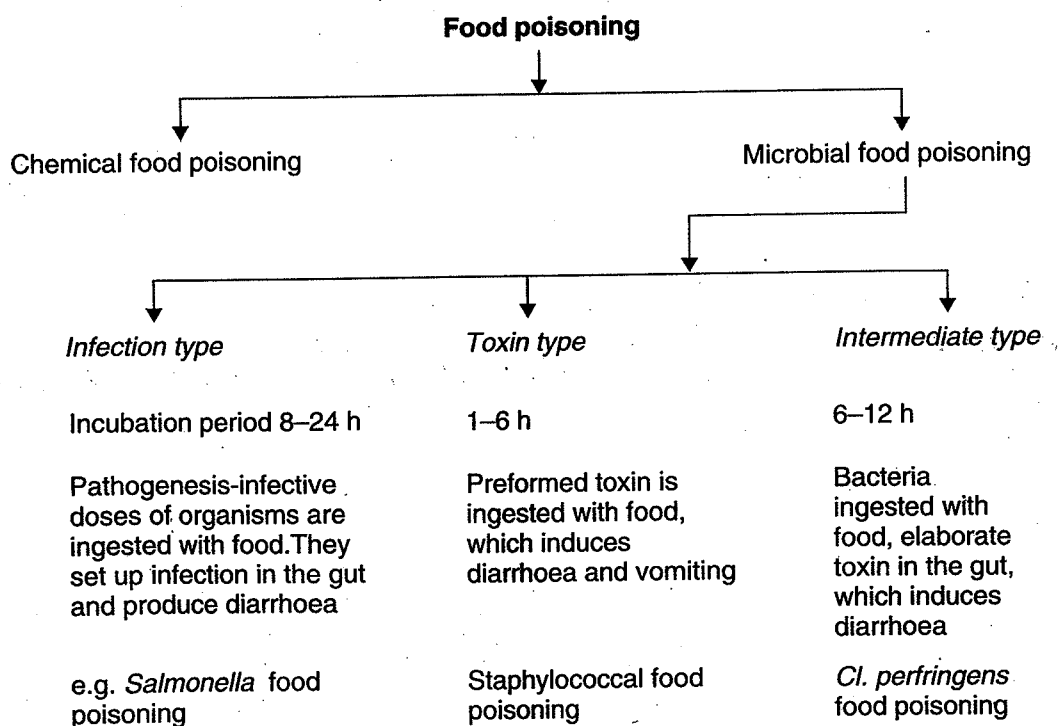 Food poisoning
Chemical food poisoning
Microbial food poisoning
Infection type
Toxin type
Intermediate type
Incubation period 8–24 h
1–6 h
6–12 h
Pathogenesis-infective
doses of organisms are
ingested with food.They
set up infection in the gut
and produce diarrhoea
Preformed toxin is
ingested with food,
which induces
diarrhoea and vomiting
Bacteria
ingested with
food, elaborate
toxin in the gut,
which induces
diarrhoea
e.g. Salmonella food
poisoning
Staphylococcal food
poisoning
Cl. perfringens
food poisoning